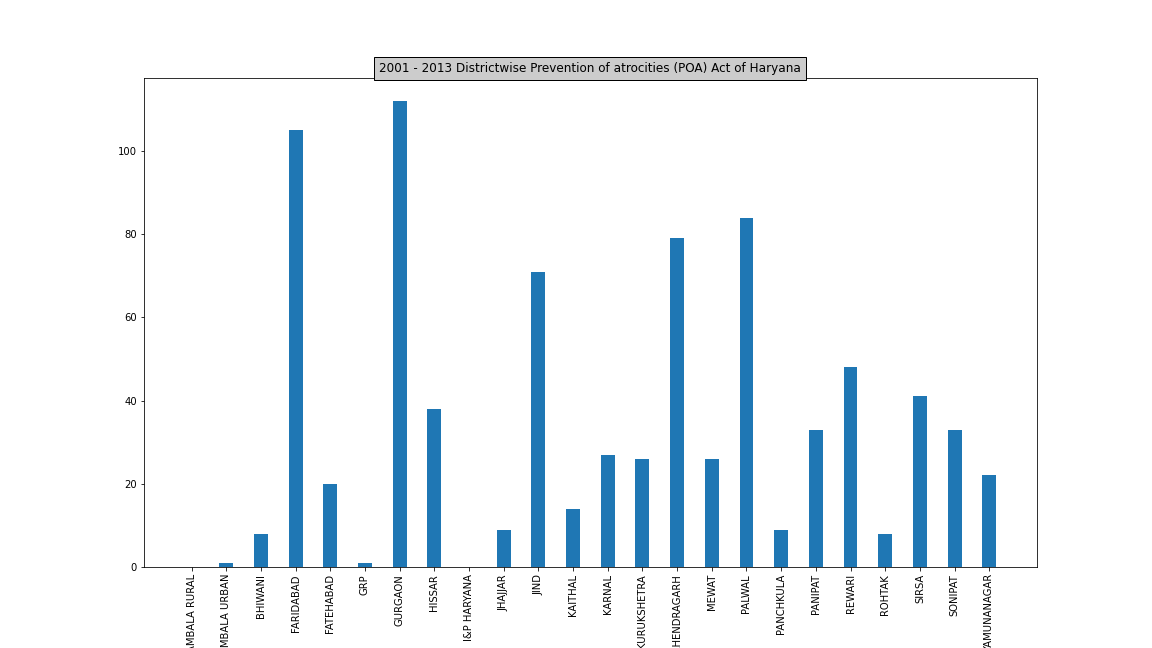 2001 - 2013 Districtwise Prevention of atrocities (POA) Act of Haryana
100
80
60
40
20
0
MBALA RURAL
MBALA URBAN
BHIWANI
FARIDABAD
FATEHABAD
GRP
GURGAON
HISSAR
I&P HARYANA
JHAJJAR
JIND
KAITHAL
KARNAL
KURUKSHETRA
HENDRAGARH
MEWAT
PALWAL
PANCHKULA
PANIPAT
REWARI
ROHTAK
SIRSA
SONIPAT
AMUNANAGAR